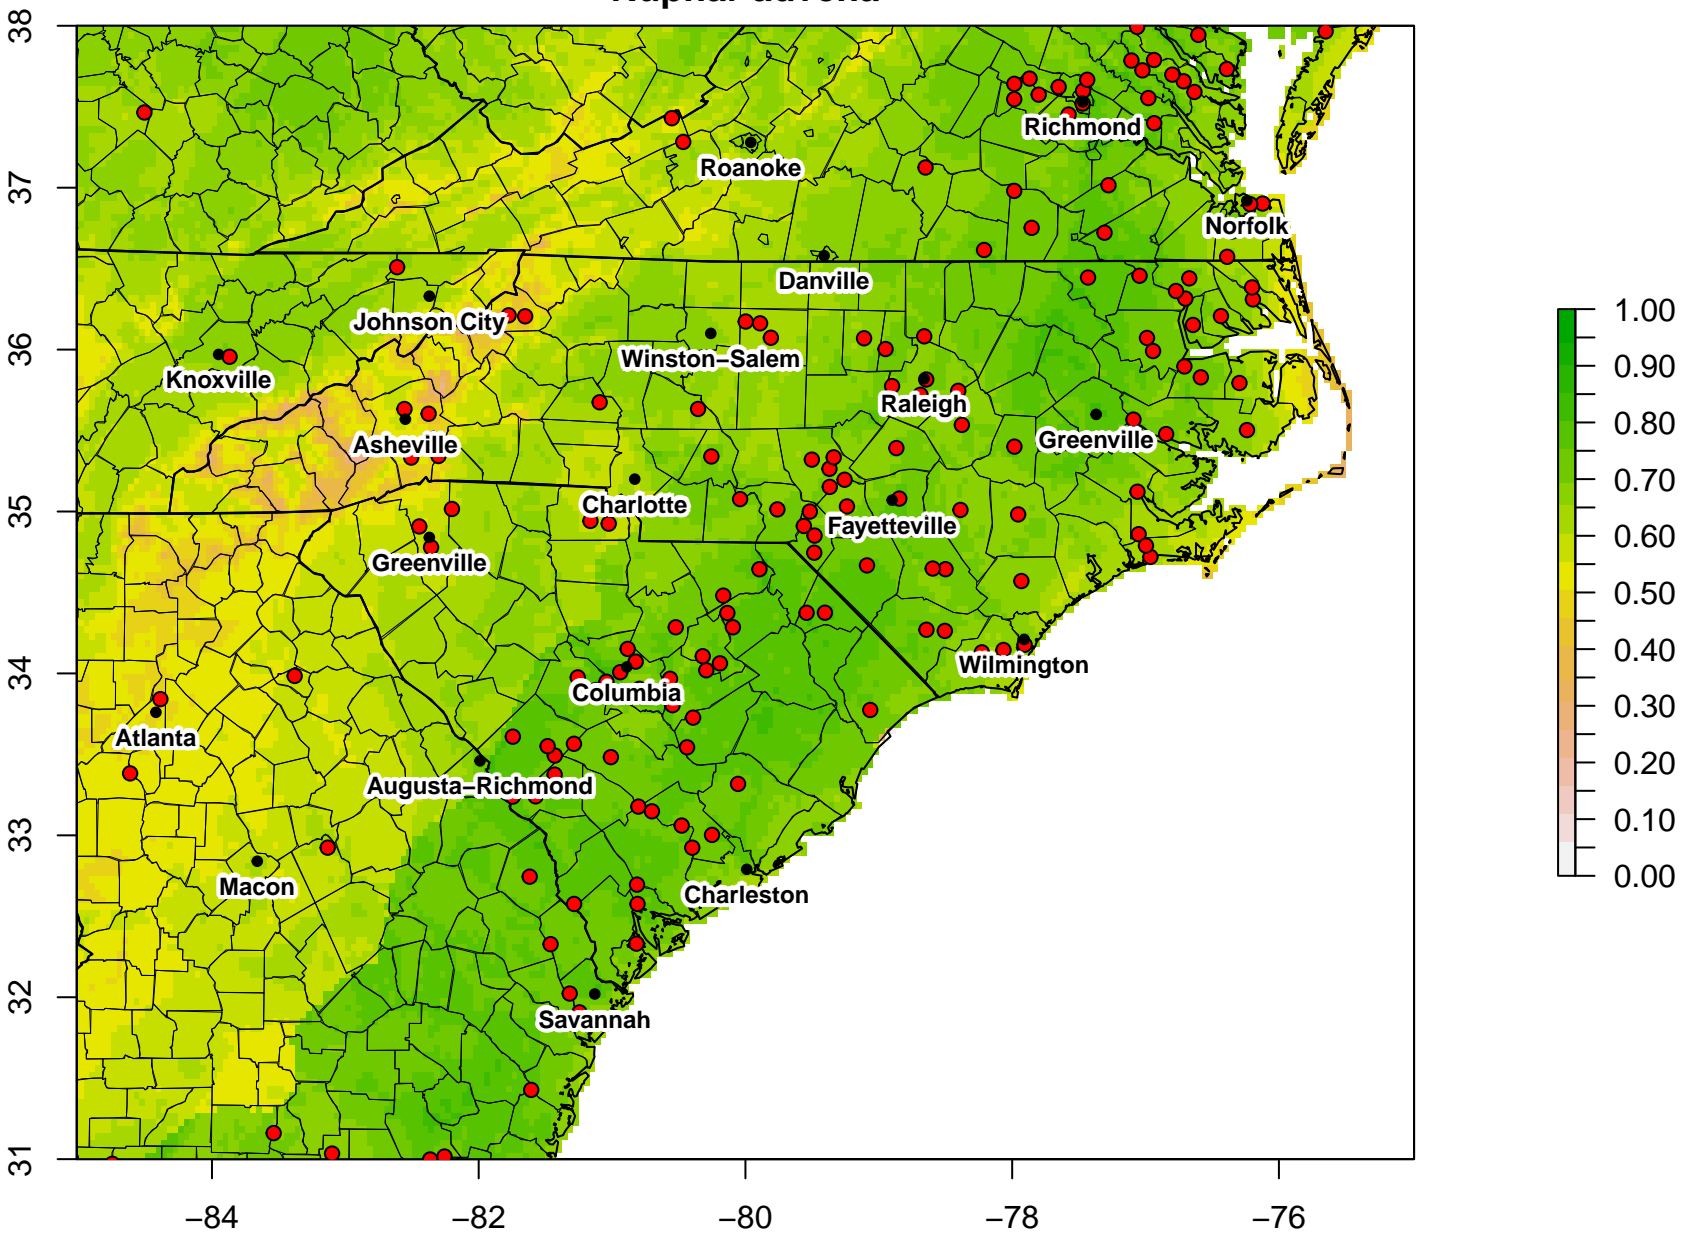 38
37
36
35
34
33
32
31
Richmond
Roanoke
Norfolk
Danville
Johnson City
Winston–Salem
Knoxville
Raleigh
Greenville
Asheville
Charlotte
Fayetteville
Greenville
Wilmington
Columbia
Atlanta
Augusta–Richmond
Macon
Charleston
Savannah
−84
−82
−80
−78
−76
1.00
0.90
0.80
0.70
0.60
0.50
0.40
0.30
0.20
0.10
0.00